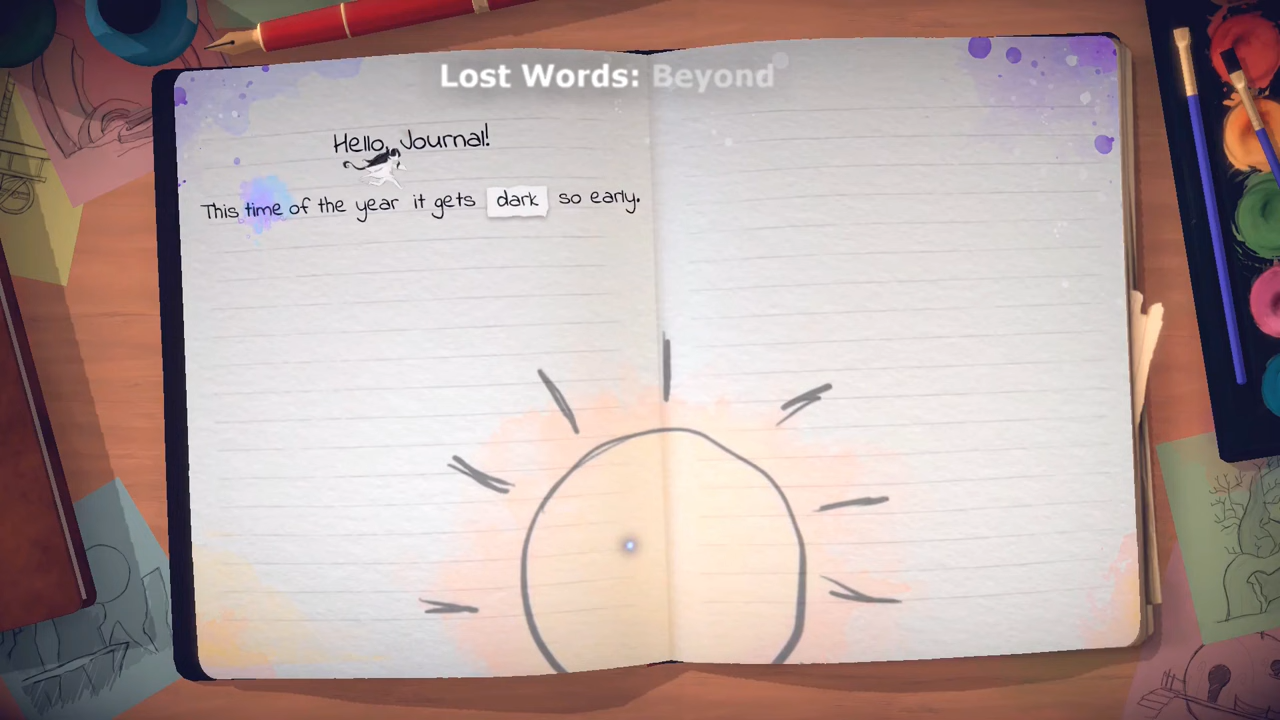 Lost Words: Beyond
Hello, Journal!
This time of the year it gets dark so early.